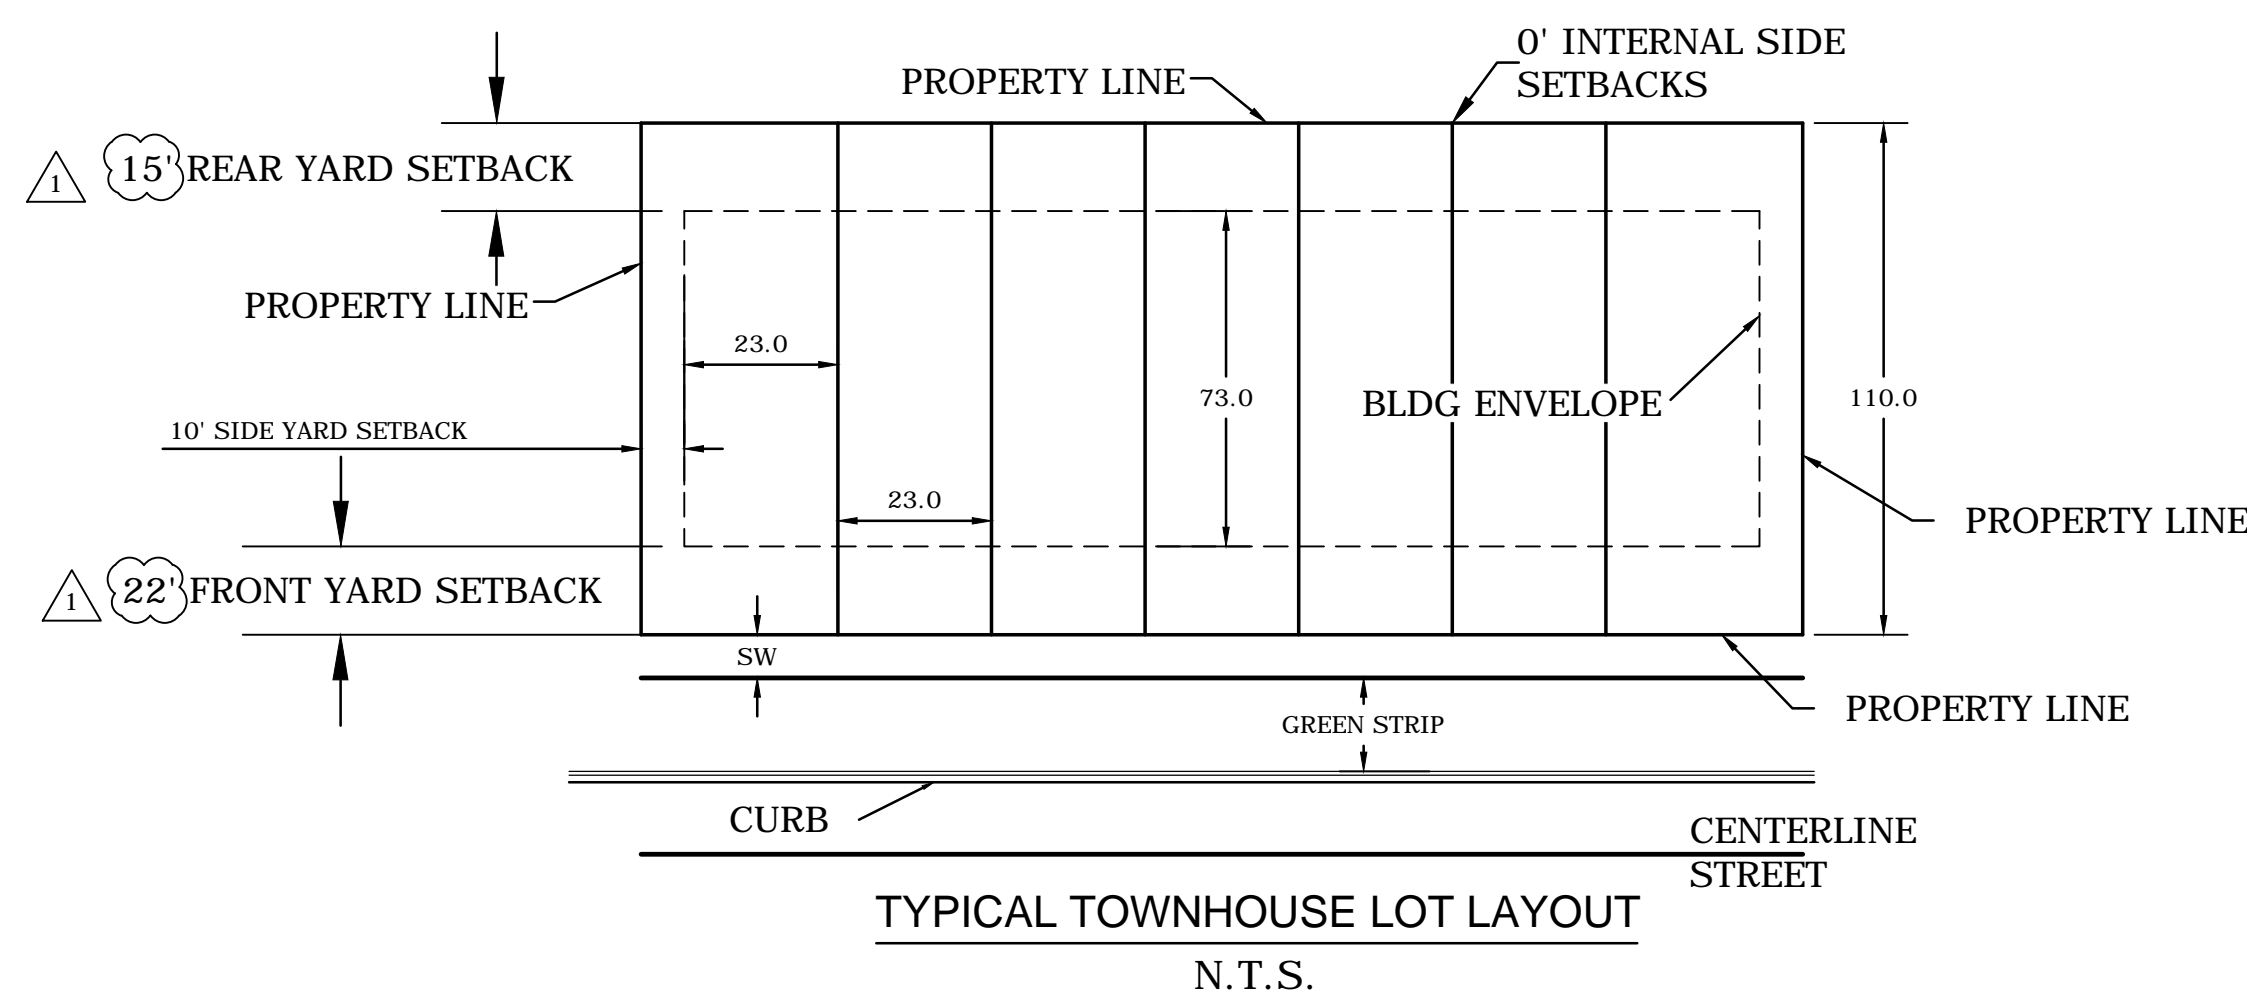 0' INTERNAL SIDE
SETBACKS
PROPERTY LINE
1
15' REAR YARD SETBACK
PROPERTY LINE
23.0
73.0
BLDG ENVELOPE
110.0
10' SIDE YARD SETBACK
23.0
PROPERTY LINE
1
22' FRONT YARD SETBACK
SW
PROPERTY LINE
GREEN STRIP
CURB
CENTERLINE
STREET
TYPICAL TOWNHOUSE LOT LAYOUT
N.T.S.